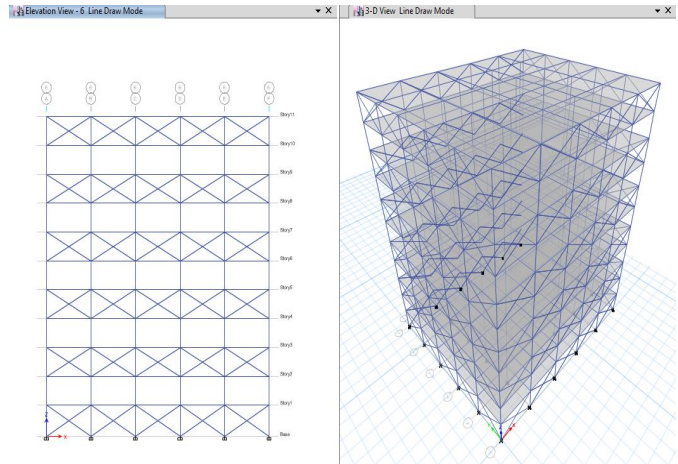 Elevation View - 6 Line Draw Mode
3-D View Line Draw Mode
Story11
Story10
Story9
Story8
Story7
Story6
Story5
Story4
Story3
Story2
Story1
Base
Z
X